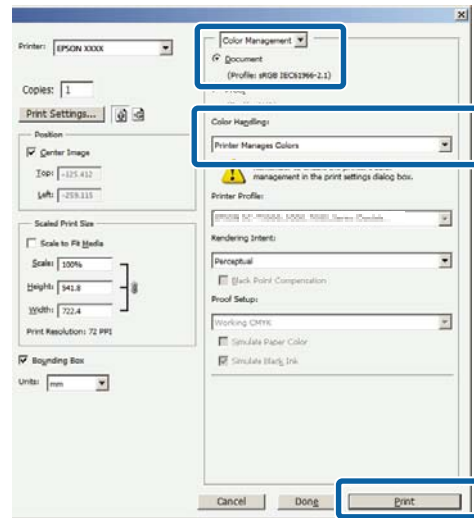 Printer: EPSON XXXX
Copies: 1
Print Settings...
Position
Center Image
Top: -125.412
Left: -259.115
Scaled Print Size
Scale to Fit Media
Scale: 100%
Height: 541.8
Width: 722.4
Print Resolution: 72 PPI
Bounding Box
Units: mm
Color Management
Document
(Profile: sRGB IEC61966-2.1)
Color Handling:
Printer Manages Colors
management in the print settings dialog box.
Printer Profile:
Rendering Intent:
Perceptual
Black Point Compensation
Proof Setup:
Working CMYK
Simulate Paper Color
Simulate Black Ink
Cancel
Done
Print